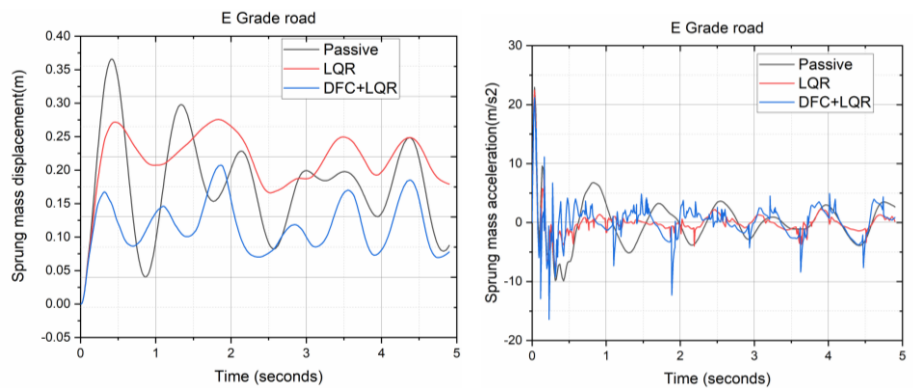 E Grade road
Sprung mass displacement(m)
0.40
0.35
0.30
0.25
0.20
0.15
0.10
0.05
0.00
-0.05
0
1
2
3
4
5
Time (seconds)
Passive
LQR
DFC+LQR
E Grade road
Sprung mass acceleration(m/s2)
30
20
10
0
-10
-20
0
1
2
3
4
5
Time (seconds)
Passive
LQR
DFC+LQR